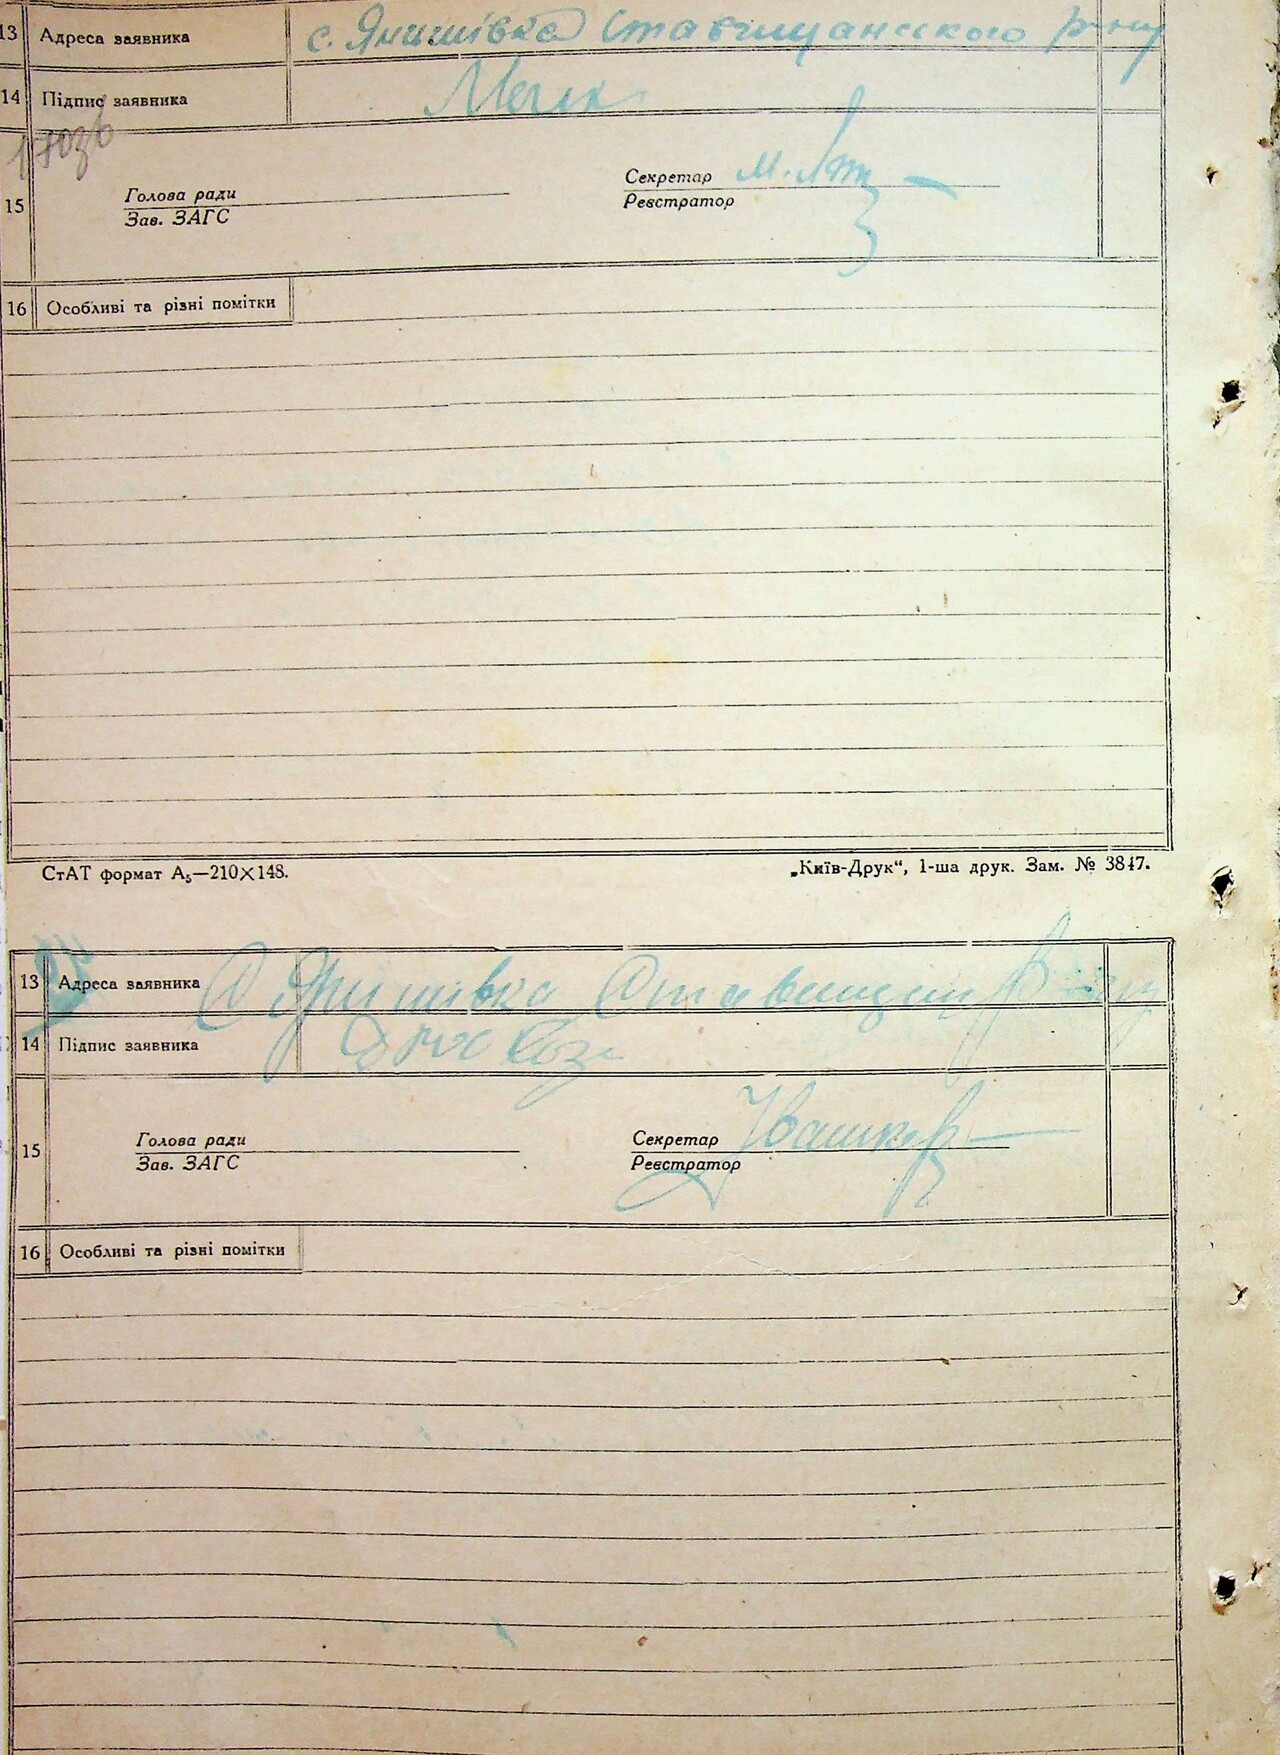 13 Адреса заявника с. Янишівка Ставищанського р-ну
14 Підпис заявника
15
Голова ради
Зав. ЗАГС
Секретар
Реєстратор
16 Особливі та різні помітки
СтАТ формат А₅—210×148.
„Київ-Друк“, 1-ша друк. Зам. № 3847.
13 Адреса заявника С Янишівка
14 Підпис заявника
15
Голова ради
Зав. ЗАГС
Секретар
Реєстратор
16 Особливі та різні помітки